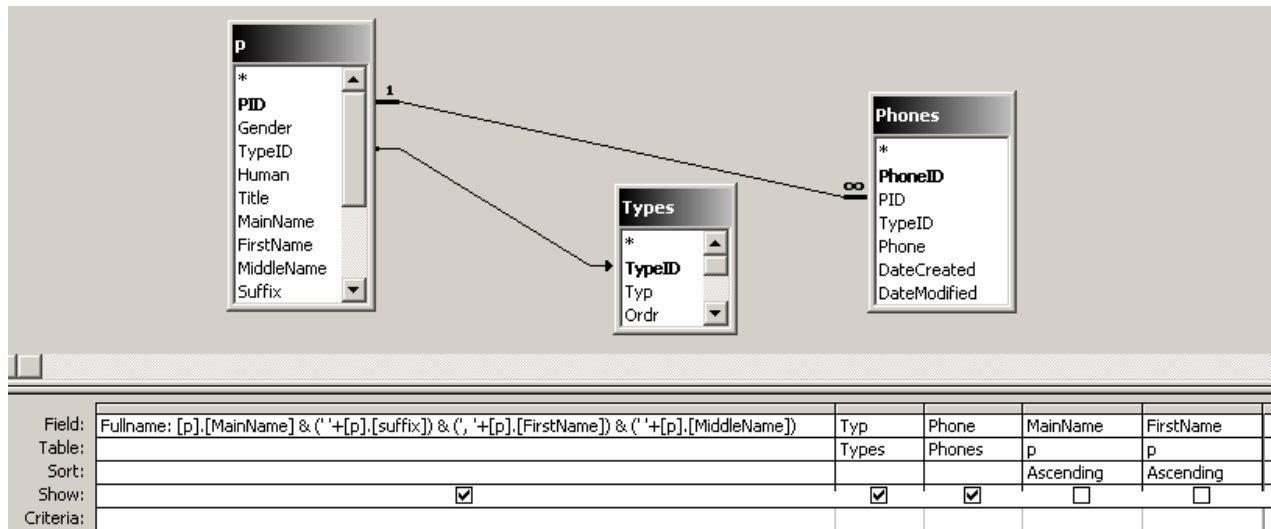 p
*
PID
Gender
TypeID
Human
Title
MainName
FirstName
MiddleName
Suffix
1
∞
Types
*
TypeID
Typ
Ordr
Phones
*
PhoneID
PID
TypeID
Phone
DateCreated
DateModified
Field: Fullname: [p].[MainName] & (' '+[p].[suffix]) & (', '+[p].[FirstName]) & (' '+[p].[MiddleName]) Typ Phone MainName FirstName
Table: Types Phones p p
Sort: Ascending Ascending
Show:
Criteria: